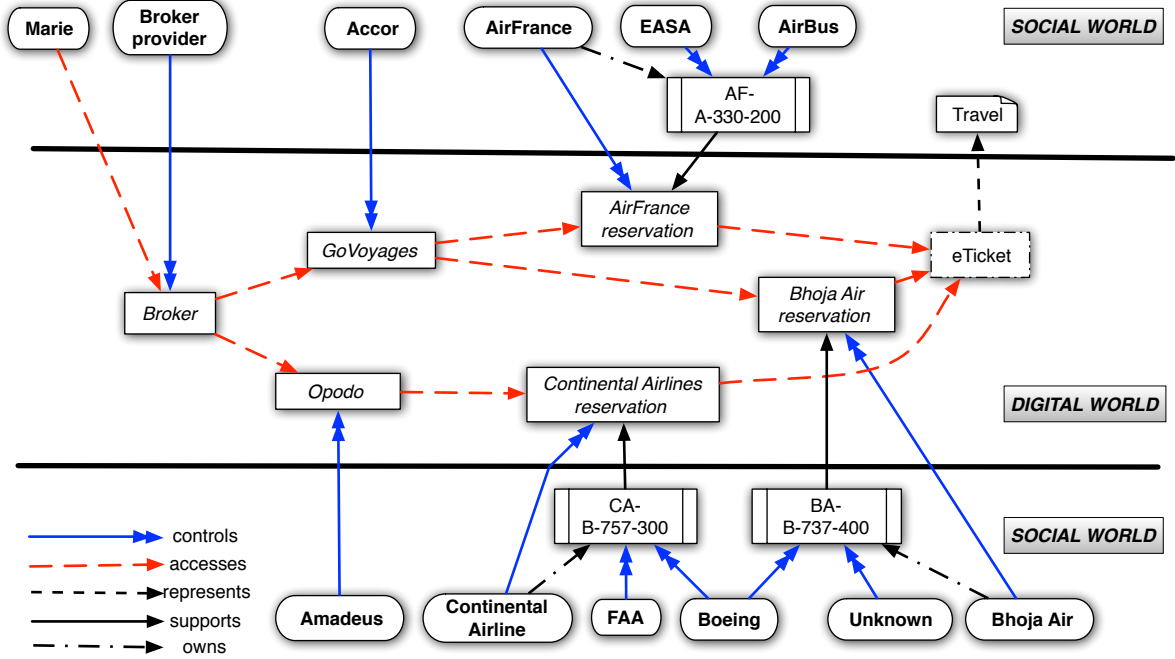 Marie
Broker
provider
Accor
AirFrance
EASA
AirBus
SOCIAL WORLD
AF-
A-330-200
Travel
AirFrance
reservation
GoVoyages
eTicket
Broker
Bhoja Air
reservation
Opodo
Continental Airlines
reservation
DIGITAL WORLD
CA-
B-757-300
BA-
B-737-400
SOCIAL WORLD
controls
accesses
represents
supports
owns
Amadeus
Continental
Airline
FAA
Boeing
Unknown
Bhoja Air